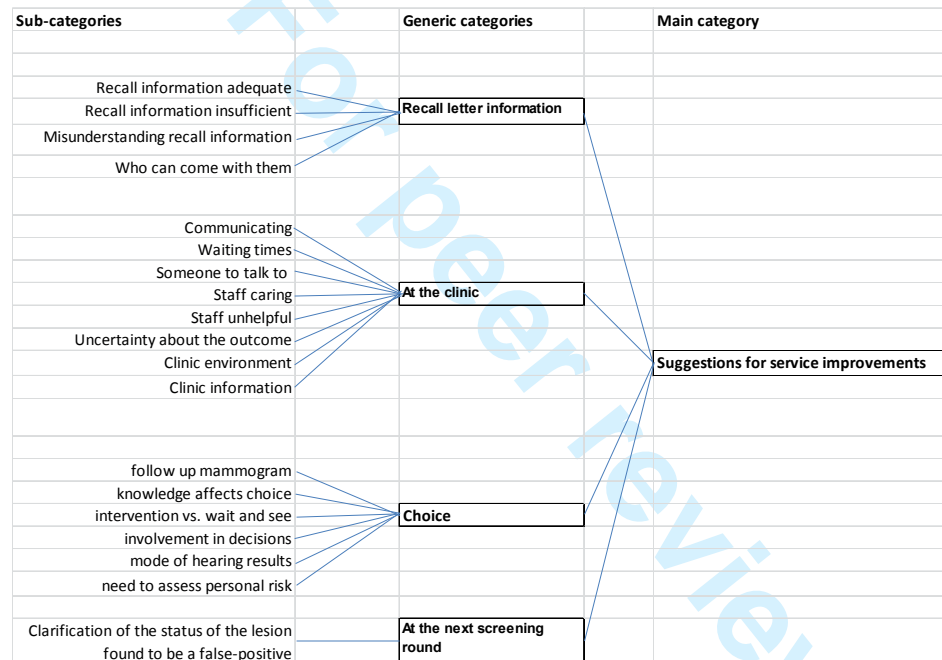 Sub-categories Generic categories Main category
Recall information adequate
Recall information insufficient
Misunderstanding recall information
Who can come with them
Recall letter information
Communicating
Waiting times
Someone to talk to
Staff caring
Staff unhelpful
Uncertainty about the outcome
Clinic environment
Clinic information
At the clinic
Suggestions for service improvements
follow up mammogram
knowledge affects choice
intervention vs. wait and see
involvement in decisions
mode of hearing results
need to assess personal risk
Choice
Clarification of the status of the lesion
found to be a false-positive
At the next screening
round
For peer review